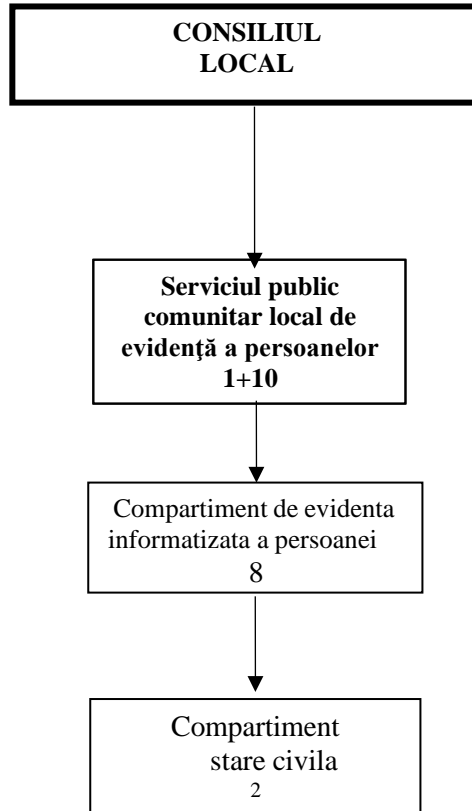 CONSILIUL
LOCAL
Serviciul public
comunitar local de
evidenţă a persoanelor
1+10
Compartiment de evidenta
informatizata a persoanei
8
Compartiment
stare civila
2